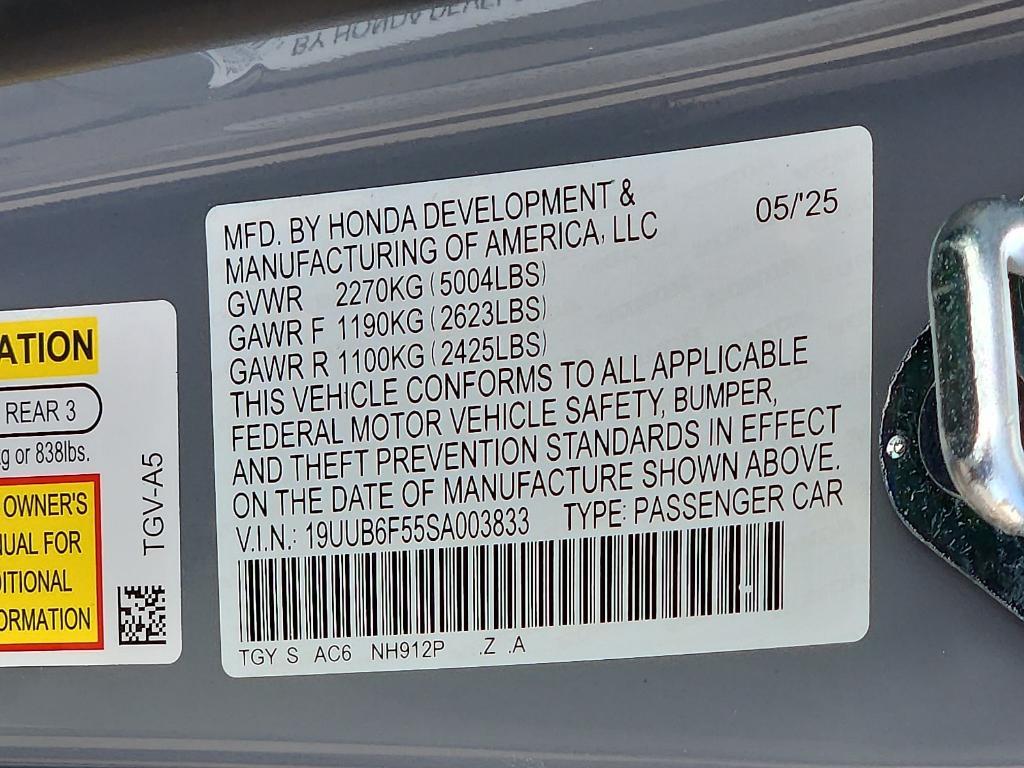 BY HONDA
MFD. BY HONDA DEVELOPMENT &
MANUFACTURING OF AMERICA, LLC
05/'25
GVWR 2270KG (5004LBS)
GAWR F 1190KG (2623LBS)
GAWR R 1100KG (2425LBS)
THIS VEHICLE CONFORMS TO ALL APPLICABLE
FEDERAL MOTOR VEHICLE SAFETY, BUMPER,
AND THEFT PREVENTION STANDARDS IN EFFECT
ON THE DATE OF MANUFACTURE SHOWN ABOVE.
V.I.N.: 19UUB6F55SA003833 TYPE: PASSENGER CAR
TGY S AC6 NH912P .Z .A
ATION
REAR 3
g or 838lbs.
OWNER'S
NUAL FOR
DITIONAL
ORMATION
TGV-A5